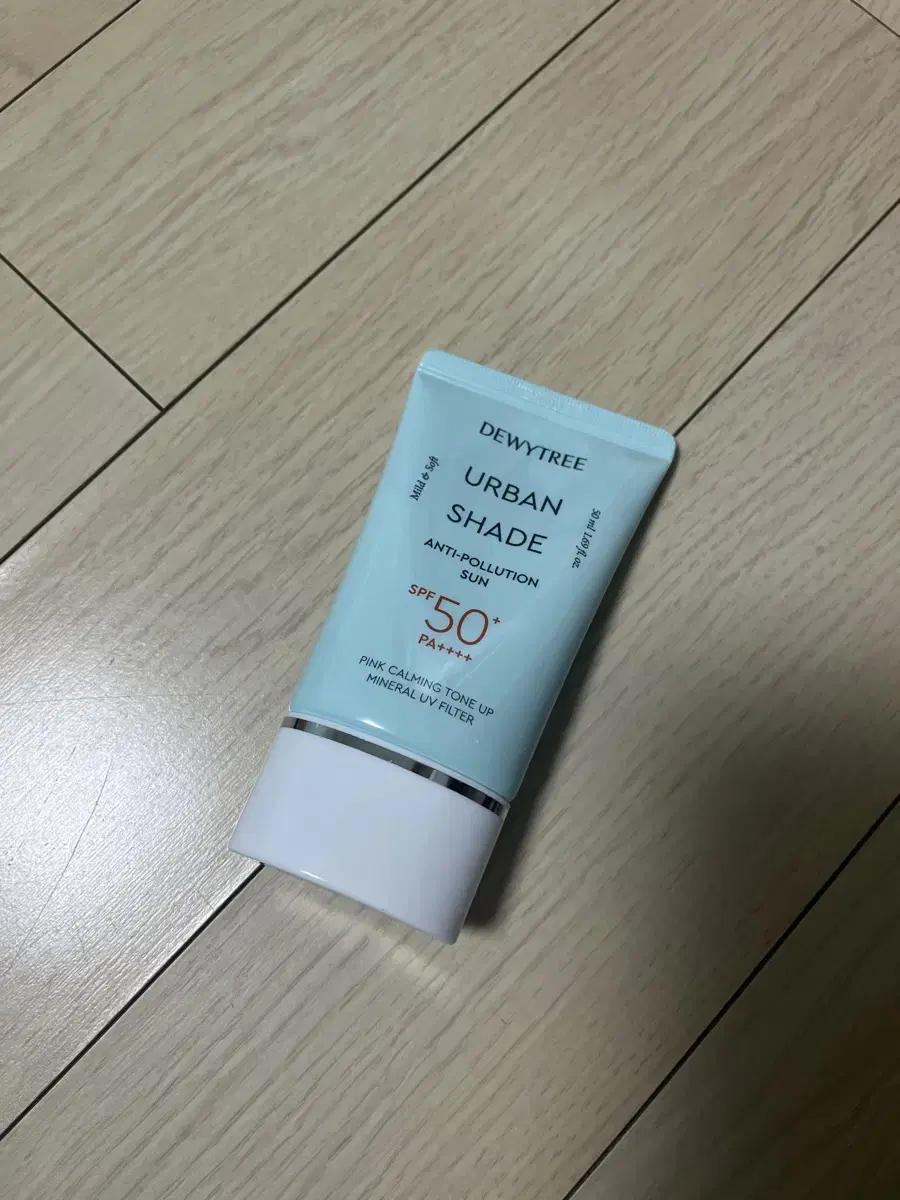 DEWYTREE
Mild & Soft
URBAN
SHADE
50 ml 1.69 fl. oz.
ANTI-POLLUTION
SUN
SPF 50+
PA++++
PINK CALMING TONE UP
MINERAL UV FILTER